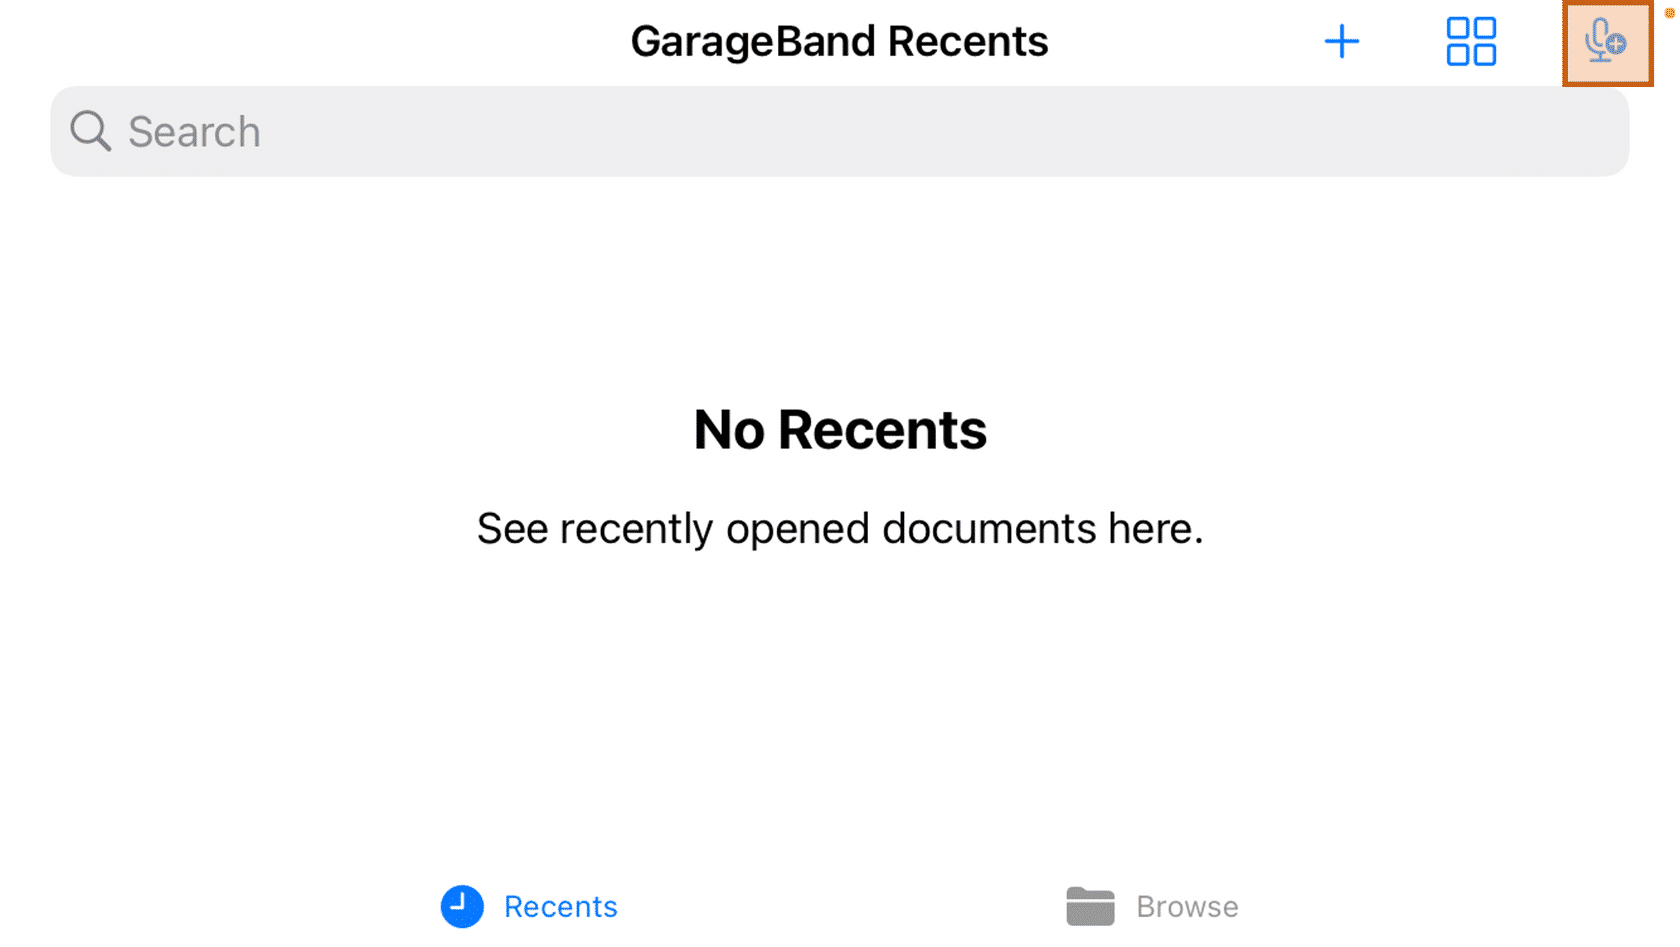 GarageBand Recents
Search
No Recents
See recently opened documents here.
Recents
Browse